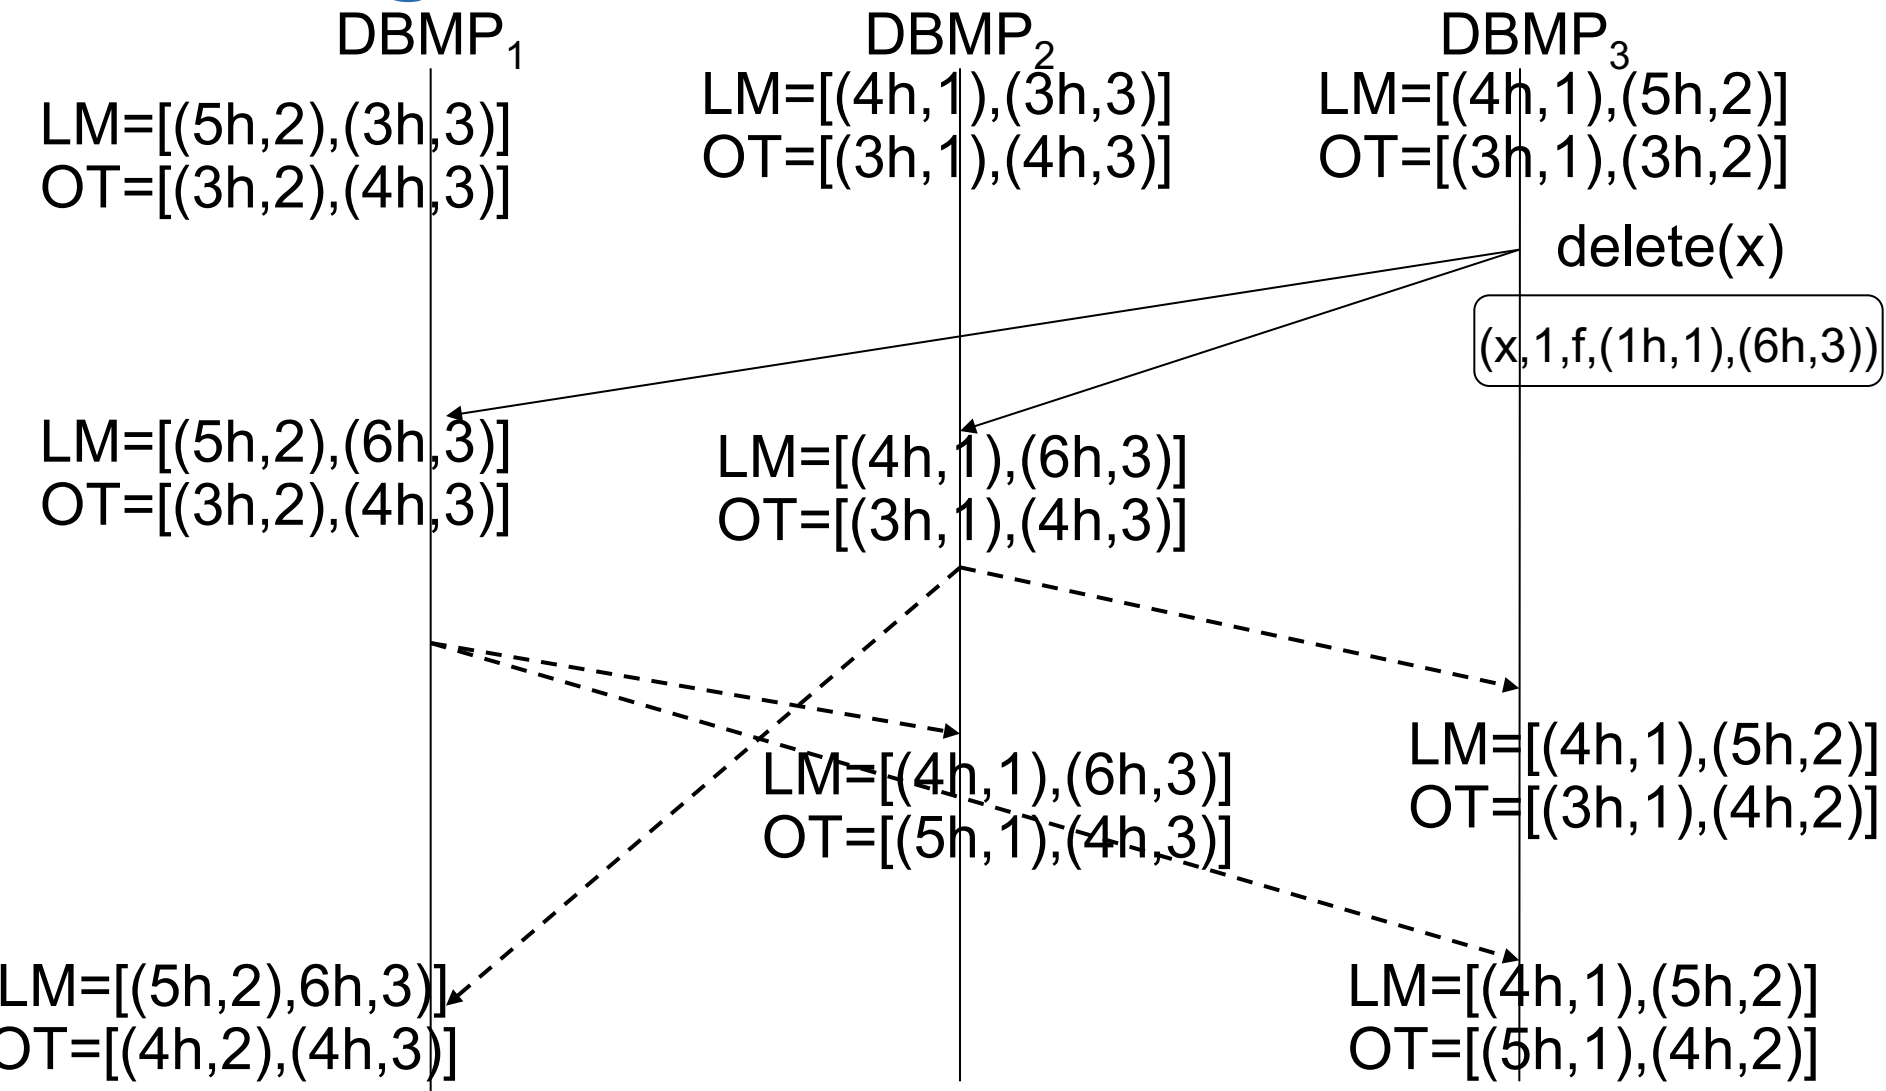 DBMP1
DBMP2
DBMP3
LM=[(5h,2),(3h,3)]
OT=[(3h,2),(4h,3)]
LM=[(4h,1),(3h,3)]
OT=[(3h,1),(4h,3)]
LM=[(4h,1),(5h,2)]
OT=[(3h,1),(3h,2)]
delete(x)
(x,1,f,(1h,1),(6h,3))
LM=[(5h,2),(6h,3)]
OT=[(3h,2),(4h,3)]
LM=[(4h,1),(6h,3)]
OT=[(3h,1),(4h,3)]
LM=[(4h,1),(6h,3)]
OT=[(5h,1),(4h,3)]
LM=[(4h,1),(5h,2)]
OT=[(3h,1),(4h,2)]
LM=[(5h,2),6h,3)]
OT=[(4h,2),(4h,3)]
LM=[(4h,1),(5h,2)]
OT=[(5h,1),(4h,2)]